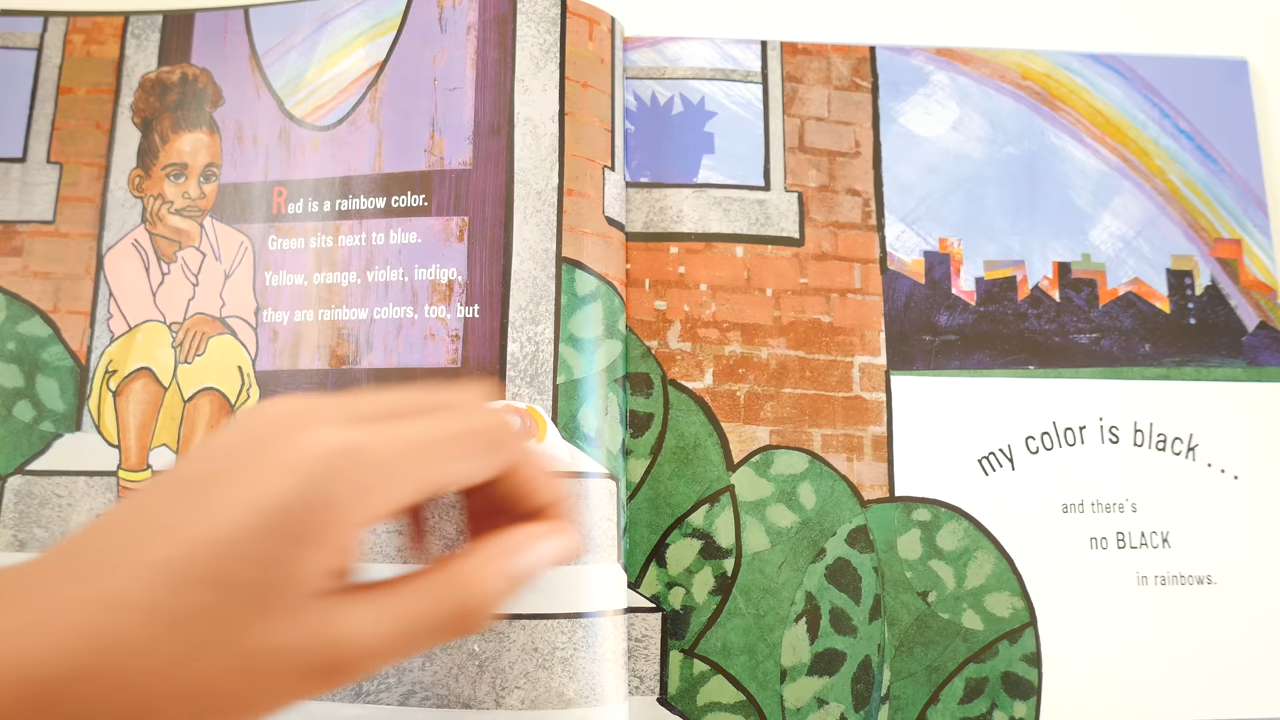 Red is a rainbow color.
Green sits next to blue.
Yellow, orange, violet, indigo,
they are rainbow colors, too, but
my color is black...
and there's
no BLACK
in rainbows.